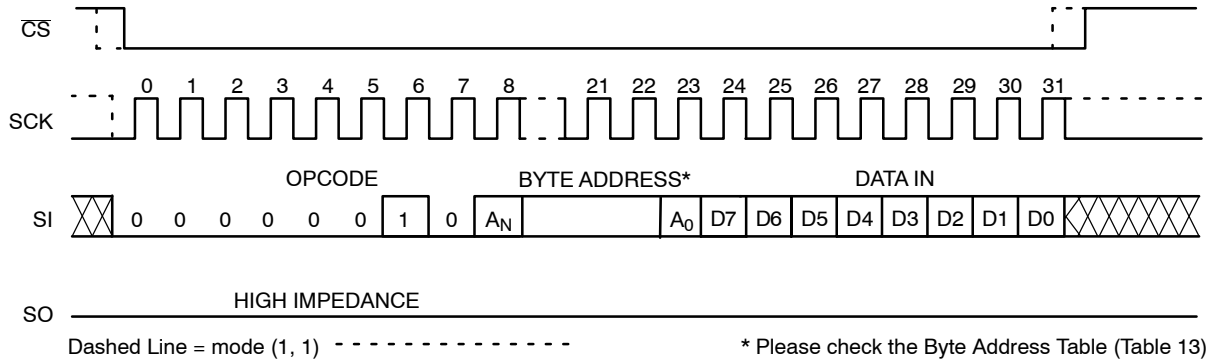 CS
0 1 2 3 4 5 6 7 8 21 22 23 24 25 26 27 28 29 30 31
SCK
OPCODE BYTE ADDRESS* DATA IN
SI 0 0 0 0 0 0 1 0 AN A0 D7 D6 D5 D4 D3 D2 D1 D0
HIGH IMPEDANCE
SO
Dashed Line = mode (1, 1) * Please check the Byte Address Table (Table 13)